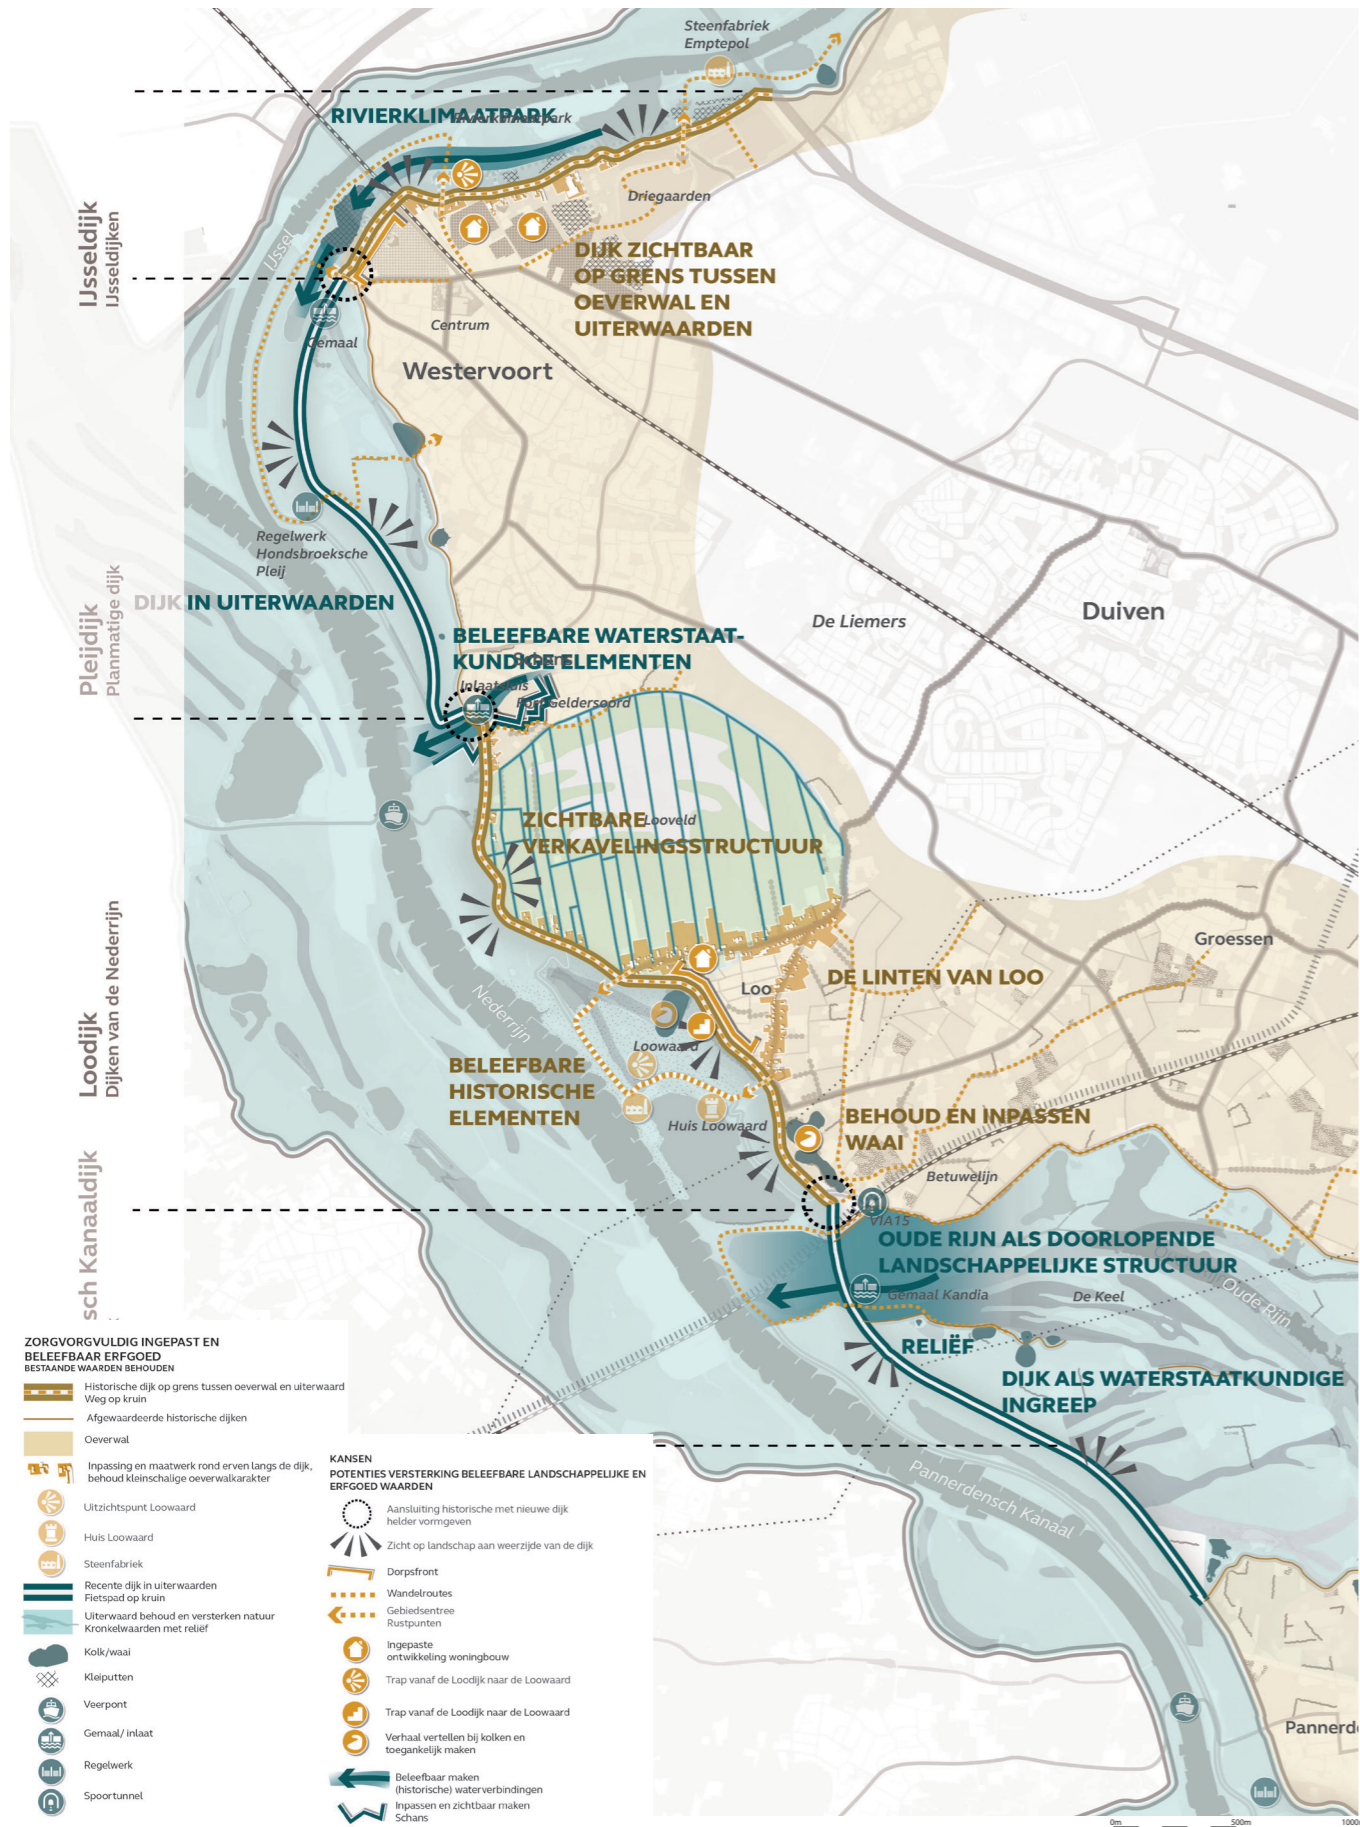 Steenfabriek
Emptepol
RIVIERKLIMAATPARK
Rivierklimaatpark
Driegaarden
IJsseldijk
IJsseldijken
IJssel
DIJK ZICHTBAAR
OP GRENS TUSSEN
OEVERWAL EN
UITERWAARDEN
Centrum
Gemaal
Westervoort
Regelwerk
Hondsbroeksche
Pleij
Pleijdijk
Planmatige dijk
DIJK IN UITERWAARDEN
De Liemers
Duiven
BELEEFBARE WATERSTAAT-
KUNDIGE ELEMENTEN
Schans
Inlaatsluis
Fort Geldersoord
ZICHTBARE
Looveld
VERKAVELINGSSTRUCTUUR
Groessen
Loodijk
Dijken van de Nederrijn
Nederrijn
Loo
DE LINTEN VAN LOO
Loowaard
BELEEFBARE
HISTORISCHE
ELEMENTEN
Huis Loowaard
BEHOUD EN INPASSEN
WAAI
Betuwelijn
VIA15
sch Kanaaldijk
OUDE RIJN ALS DOORLOPENDE
LANDSCHAPPELIJKE STRUCTUUR
Gemaal Kandia
De Keel
Oude Rijn
RELIËF
DIJK ALS WATERSTAATKUNDIGE
INGREEP
Pannerdensch Kanaal
Pannerd
ZORGVORGVULDIG INGEPAST EN
BELEEFBAAR ERFGOED
BESTAANDE WAARDEN BEHOUDEN
Historische dijk op grens tussen oeverwal en uiterwaard
Weg op kruin
Afgewaardeerde historische dijken
Oeverwal
Inpassing en maatwerk rond erven langs de dijk,
behoud kleinschalige oeverwalkarakter
Uitzichtspunt Loowaard
Huis Loowaard
Steenfabriek
Recente dijk in uiterwaarden
Fietspad op kruin
Uiterwaard behoud en versterken natuur
Kronkelwaarden met reliëf
Kolk/waai
Kleiputten
Veerpont
Gemaal/ inlaat
Regelwerk
Spoortunnel
KANSEN
POTENTIES VERSTERKING BELEEFBARE LANDSCHAPPELIJKE EN
ERFGOED WAARDEN
Aansluiting historische met nieuwe dijk
helder vormgeven
Zicht op landschap aan weerzijde van de dijk
Dorpsfront
Wandelroutes
Gebiedsentree
Rustpunten
Ingepaste
ontwikkeling woningbouw
Trap vanaf de Loodijk naar de Loowaard
Trap vanaf de Loodijk naar de Loowaard
Verhaal vertellen bij kolken en
toegankelijk maken
Beleefbaar maken
(historische) waterverbindingen
Inpassen en zichtbaar maken
Schans
0m
500m
1000